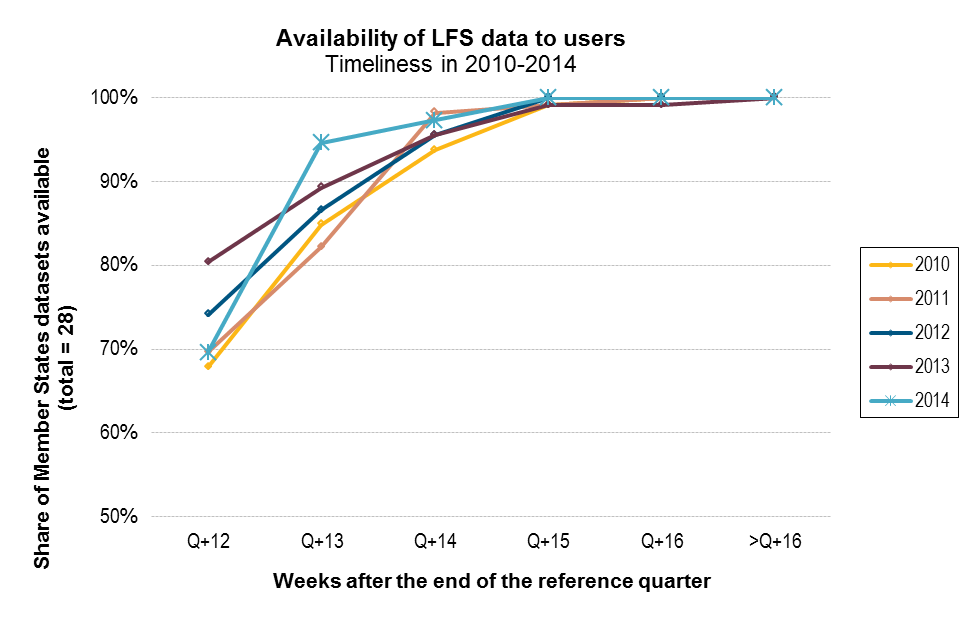 Availability of LFS data to users
Timeliness in 2010-2014
Share of Member States datasets available
(total = 28)
100%
90%
80%
70%
60%
50%
Q+12 Q+13 Q+14 Q+15 Q+16 >Q+16
Weeks after the end of the reference quarter
2010
2011
2012
2013
2014